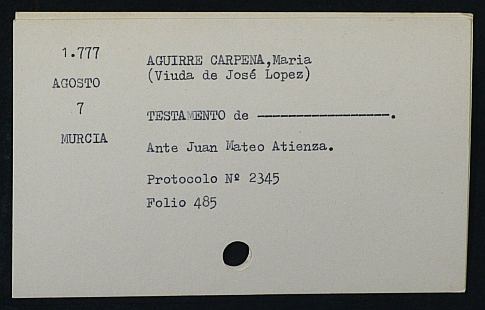 1.777
AGOSTO
7
MURCIA
AGUIRRE CARPENA,Maria
(Viuda de José Lopez)
TESTAMENTO de -----------------.
Ante Juan Mateo Atienza.
Protocolo Nº 2345
Folio 485